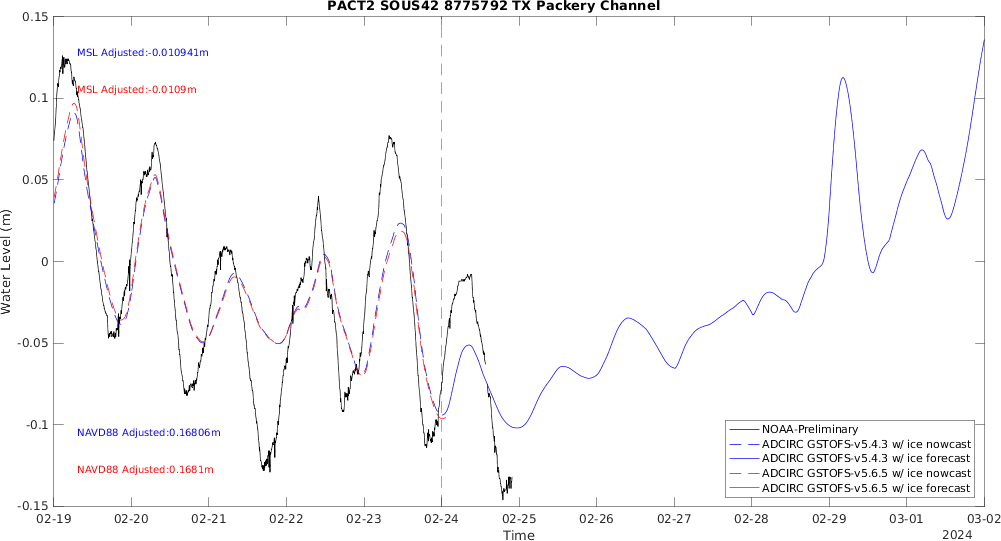 PACT2 SOUS42 8775792 TX Packery Channel
0.15
0.1
0.05
0
-0.05
-0.1
-0.15
Water Level (m)
MSL Adjusted:-0.010941m
MSL Adjusted:-0.0109m
NAVD88 Adjusted:0.16806m
NAVD88 Adjusted:0.1681m
NOAA-Preliminary
ADCIRC GSTOFS-v5.4.3 w/ ice nowcast
ADCIRC GSTOFS-v5.4.3 w/ ice forecast
ADCIRC GSTOFS-v5.6.5 w/ ice nowcast
ADCIRC GSTOFS-v5.6.5 w/ ice forecast
02-19 02-20 02-21 02-22 02-23 02-24 02-25 02-26 02-27 02-28 02-29 03-01 03-02
Time
2024